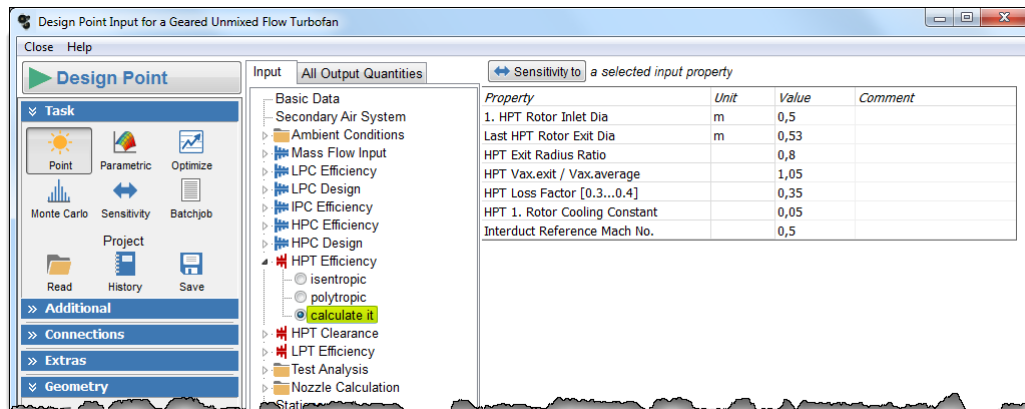 Design Point Input for a Geared Unmixed Flow Turbofan
Close Help
Design Point
Task
Point Parametric Optimize
Monte Carlo Sensitivity Batchjob
Project
Read History Save
Additional
Connections
Extras
Geometry
Input All Output Quantities
Basic Data
Secondary Air System
Ambient Conditions
Mass Flow Input
LPC Efficiency
LPC Design
IPC Efficiency
HPC Efficiency
HPC Design
HPT Efficiency
isentropic
polytropic
calculate it
HPT Clearance
LPT Efficiency
Test Analysis
Nozzle Calculation
Sensitivity to a selected input property
Property Unit Value Comment
1. HPT Rotor Inlet Dia m 0,5
Last HPT Rotor Exit Dia m 0,53
HPT Exit Radius Ratio 0,8
HPT Vax.exit / Vax.average 1,05
HPT Loss Factor [0.3...0.4] 0,35
HPT 1. Rotor Cooling Constant 0,05
Interduct Reference Mach No. 0,5